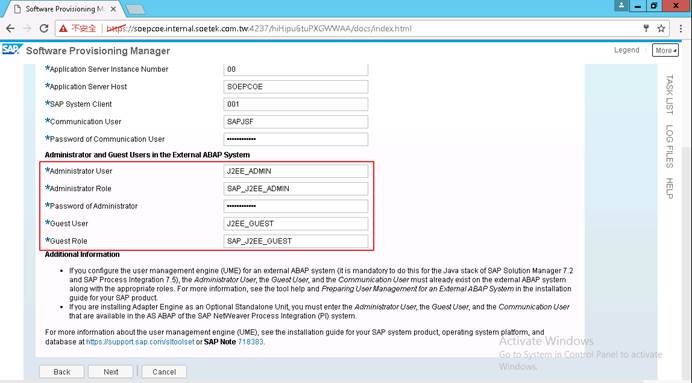 Software Provisioning M
不安全
https://soepcoe.internal.soetek.com.tw:4237/hiHipu6tuPXGWWAA/docs/index.html
SAP Software Provisioning Manager
Legend
More
TASK LIST
LOG FILES
HELP
*Application Server Instance Number 00
*Application Server Host SOEPCOE
*SAP System Client 001
*Communication User SAPJSF
*Password of Communication User ••••••••••••
Administrator and Guest Users in the External ABAP System
*Administrator User J2EE_ADMIN
*Administrator Role SAP_J2EE_ADMIN
*Password of Administrator ••••••••••••
*Guest User J2EE_GUEST
*Guest Role SAP_J2EE_GUEST
Additional Information
• If you configure the user management engine (UME) for an external ABAP system (it is mandatory to do this for the Java stack of SAP Solution Manager 7.2
and SAP Process Integration 7.5), the Administrator User, the Guest User, and the Communication User must already exist on the external ABAP system
along with the appropriate roles. For more information, see the tool help and Preparing User Management for an External ABAP System in the installation
guide for your SAP product.
• If you are installing Adapter Engine as an Optional Standalone Unit, you must enter the Administrator User, the Guest User, and the Communication User
that are available in the AS ABAP of the SAP NetWeaver Process Integration (PI) system.
For more information about the user management engine (UME), see the installation guide for your SAP system product, operating system platform, and
database at https://support.sap.com/sltoolset or SAP Note 718383.
Activate Windows
Go to System in Control Panel to activate
Windows.
Back
Next
Cancel